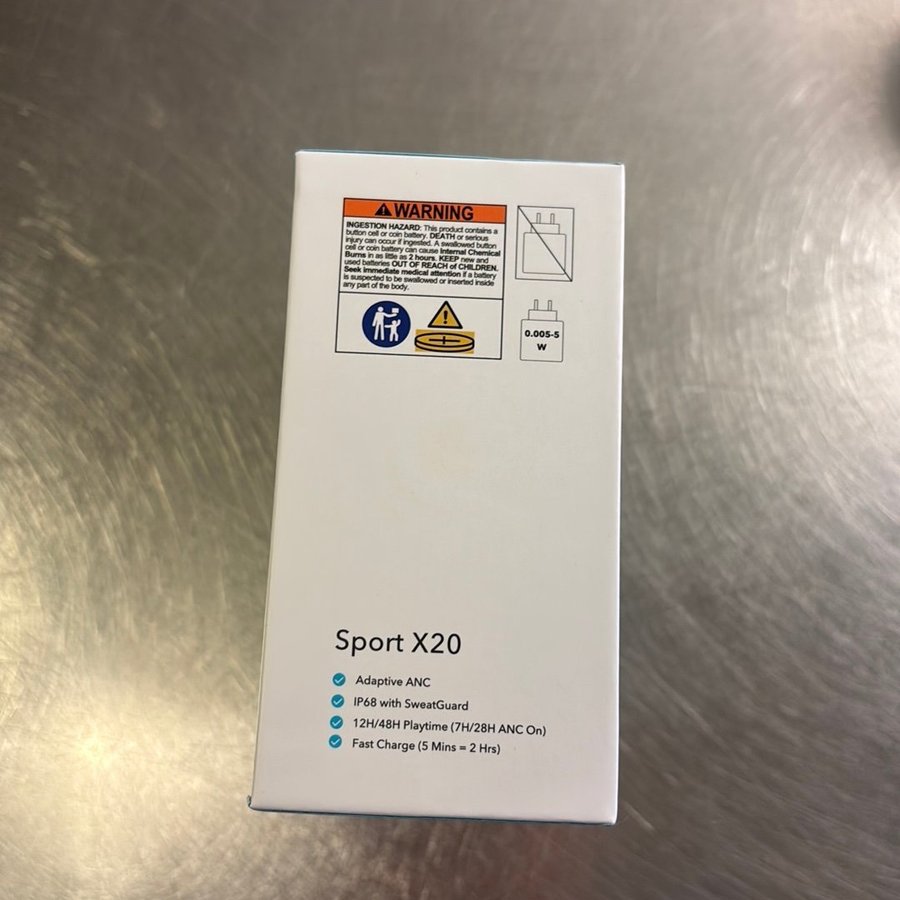 WARNING
INGESTION HAZARD: This product contains a
button cell or coin battery. DEATH or serious
injury can occur if ingested. A swallowed button
cell or coin battery can cause Internal Chemical
Burns in as little as 2 hours. KEEP new and
used batteries OUT OF REACH of CHILDREN.
Seek immediate medical attention if a battery
is suspected to be swallowed or inserted inside
any part of the body.
0.005-5
W
Sport X20
Adaptive ANC
IP68 with SweatGuard
12H/48H Playtime (7H/28H ANC On)
Fast Charge (5 Mins = 2 Hrs)